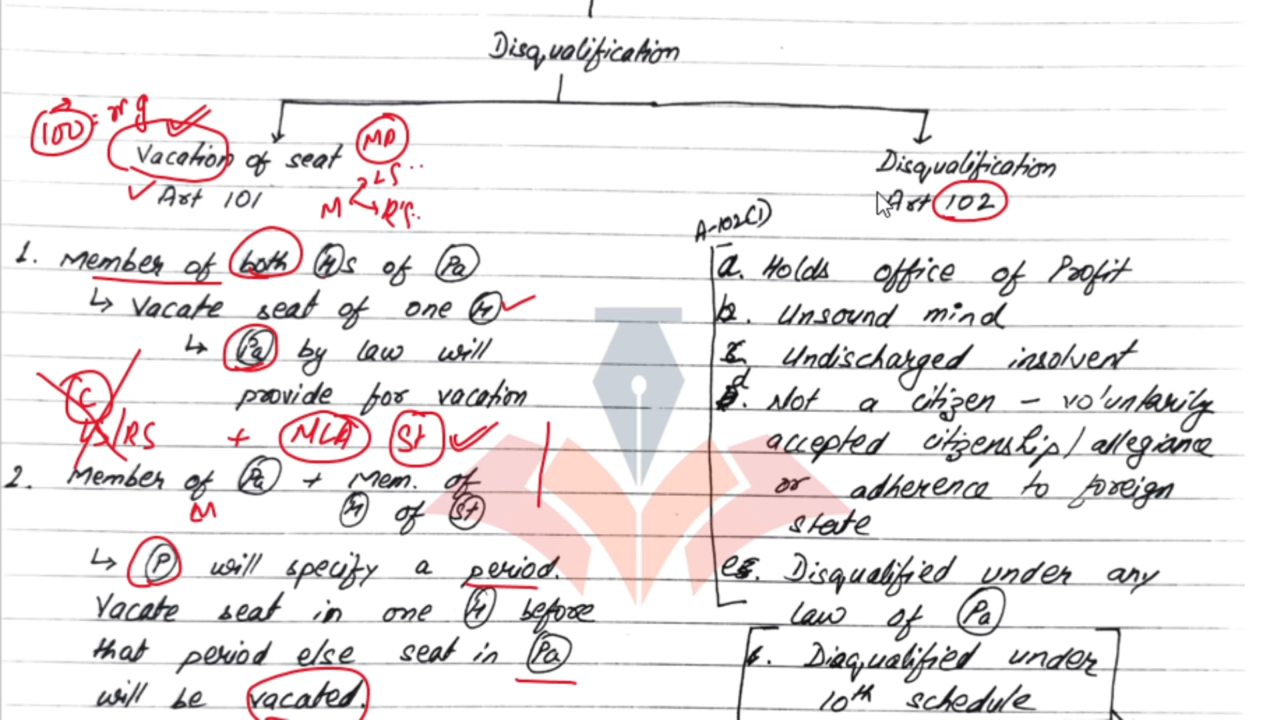 Disqualification
100 = rg
Vacation of seat MP
LS..
Art 101 M RS.
1. Member of both Hs of Pa
↳ Vacate seat of one H
↳ Pa by law will
provide for vacation
C
LS/RS + MLA St
2. Member of Pa + Mem. of
M H of St
↳ P will specify a period.
Vacate seat in one H before
that period else seat in Pa
will be vacated.
Disqualification
Art 102
A-102(1)
a. Holds office of Profit
b. Unsound mind
c. Undischarged insolvent
d. Not a citizen - voluntarily
accepted citizenship/allegiance
or adherence to foreign
state
e. Disqualified under any
law of Pa
Diaqualified under
10th schedule